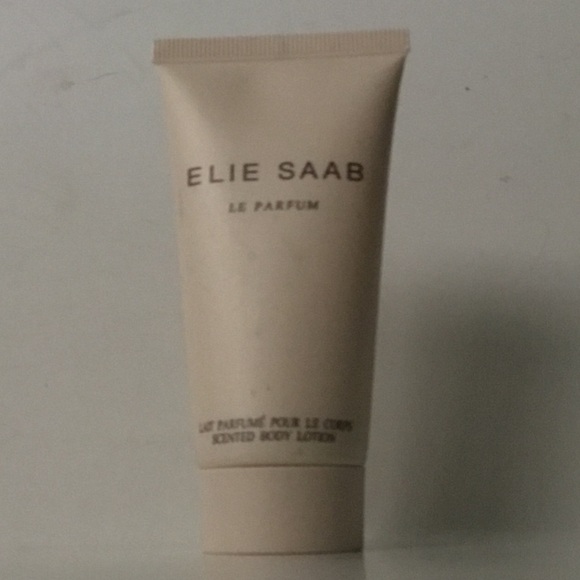 ELIE SAAB
LE PARFUM
LAIT PARFUMÉ POUR LE CORPS
SCENTED BODY LOTION